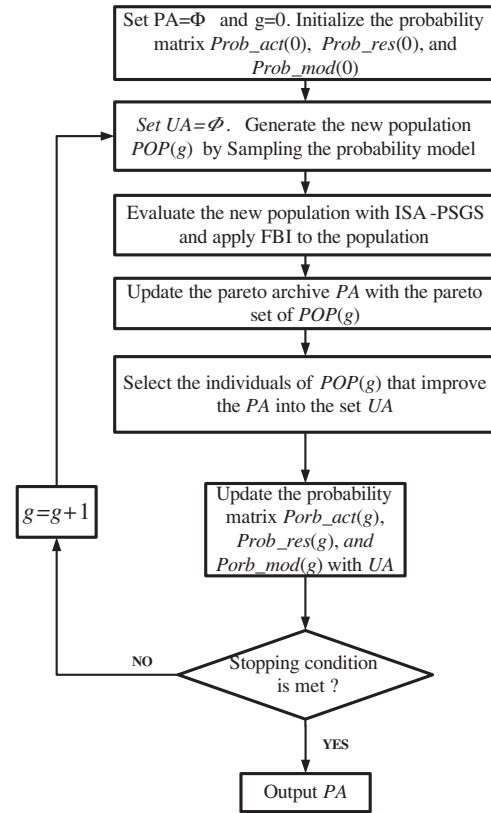 Set PA=Φ and g=0. Initialize the probability
matrix Prob_act(0), Prob_res(0), and
Prob_mod(0)
Set UA=Φ. Generate the new population
POP(g) by Sampling the probability model
Evaluate the new population with ISA -PSGS
and apply FBI to the population
Update the pareto archive PA with the pareto
set of POP(g)
Select the individuals of POP(g) that improve
the PA into the set UA
g=g+1
Update the probability
matrix Porb_act(g),
Prob_res(g), and
Porb_mod(g) with UA
NO
Stopping condition
is met ?
YES
Output PA